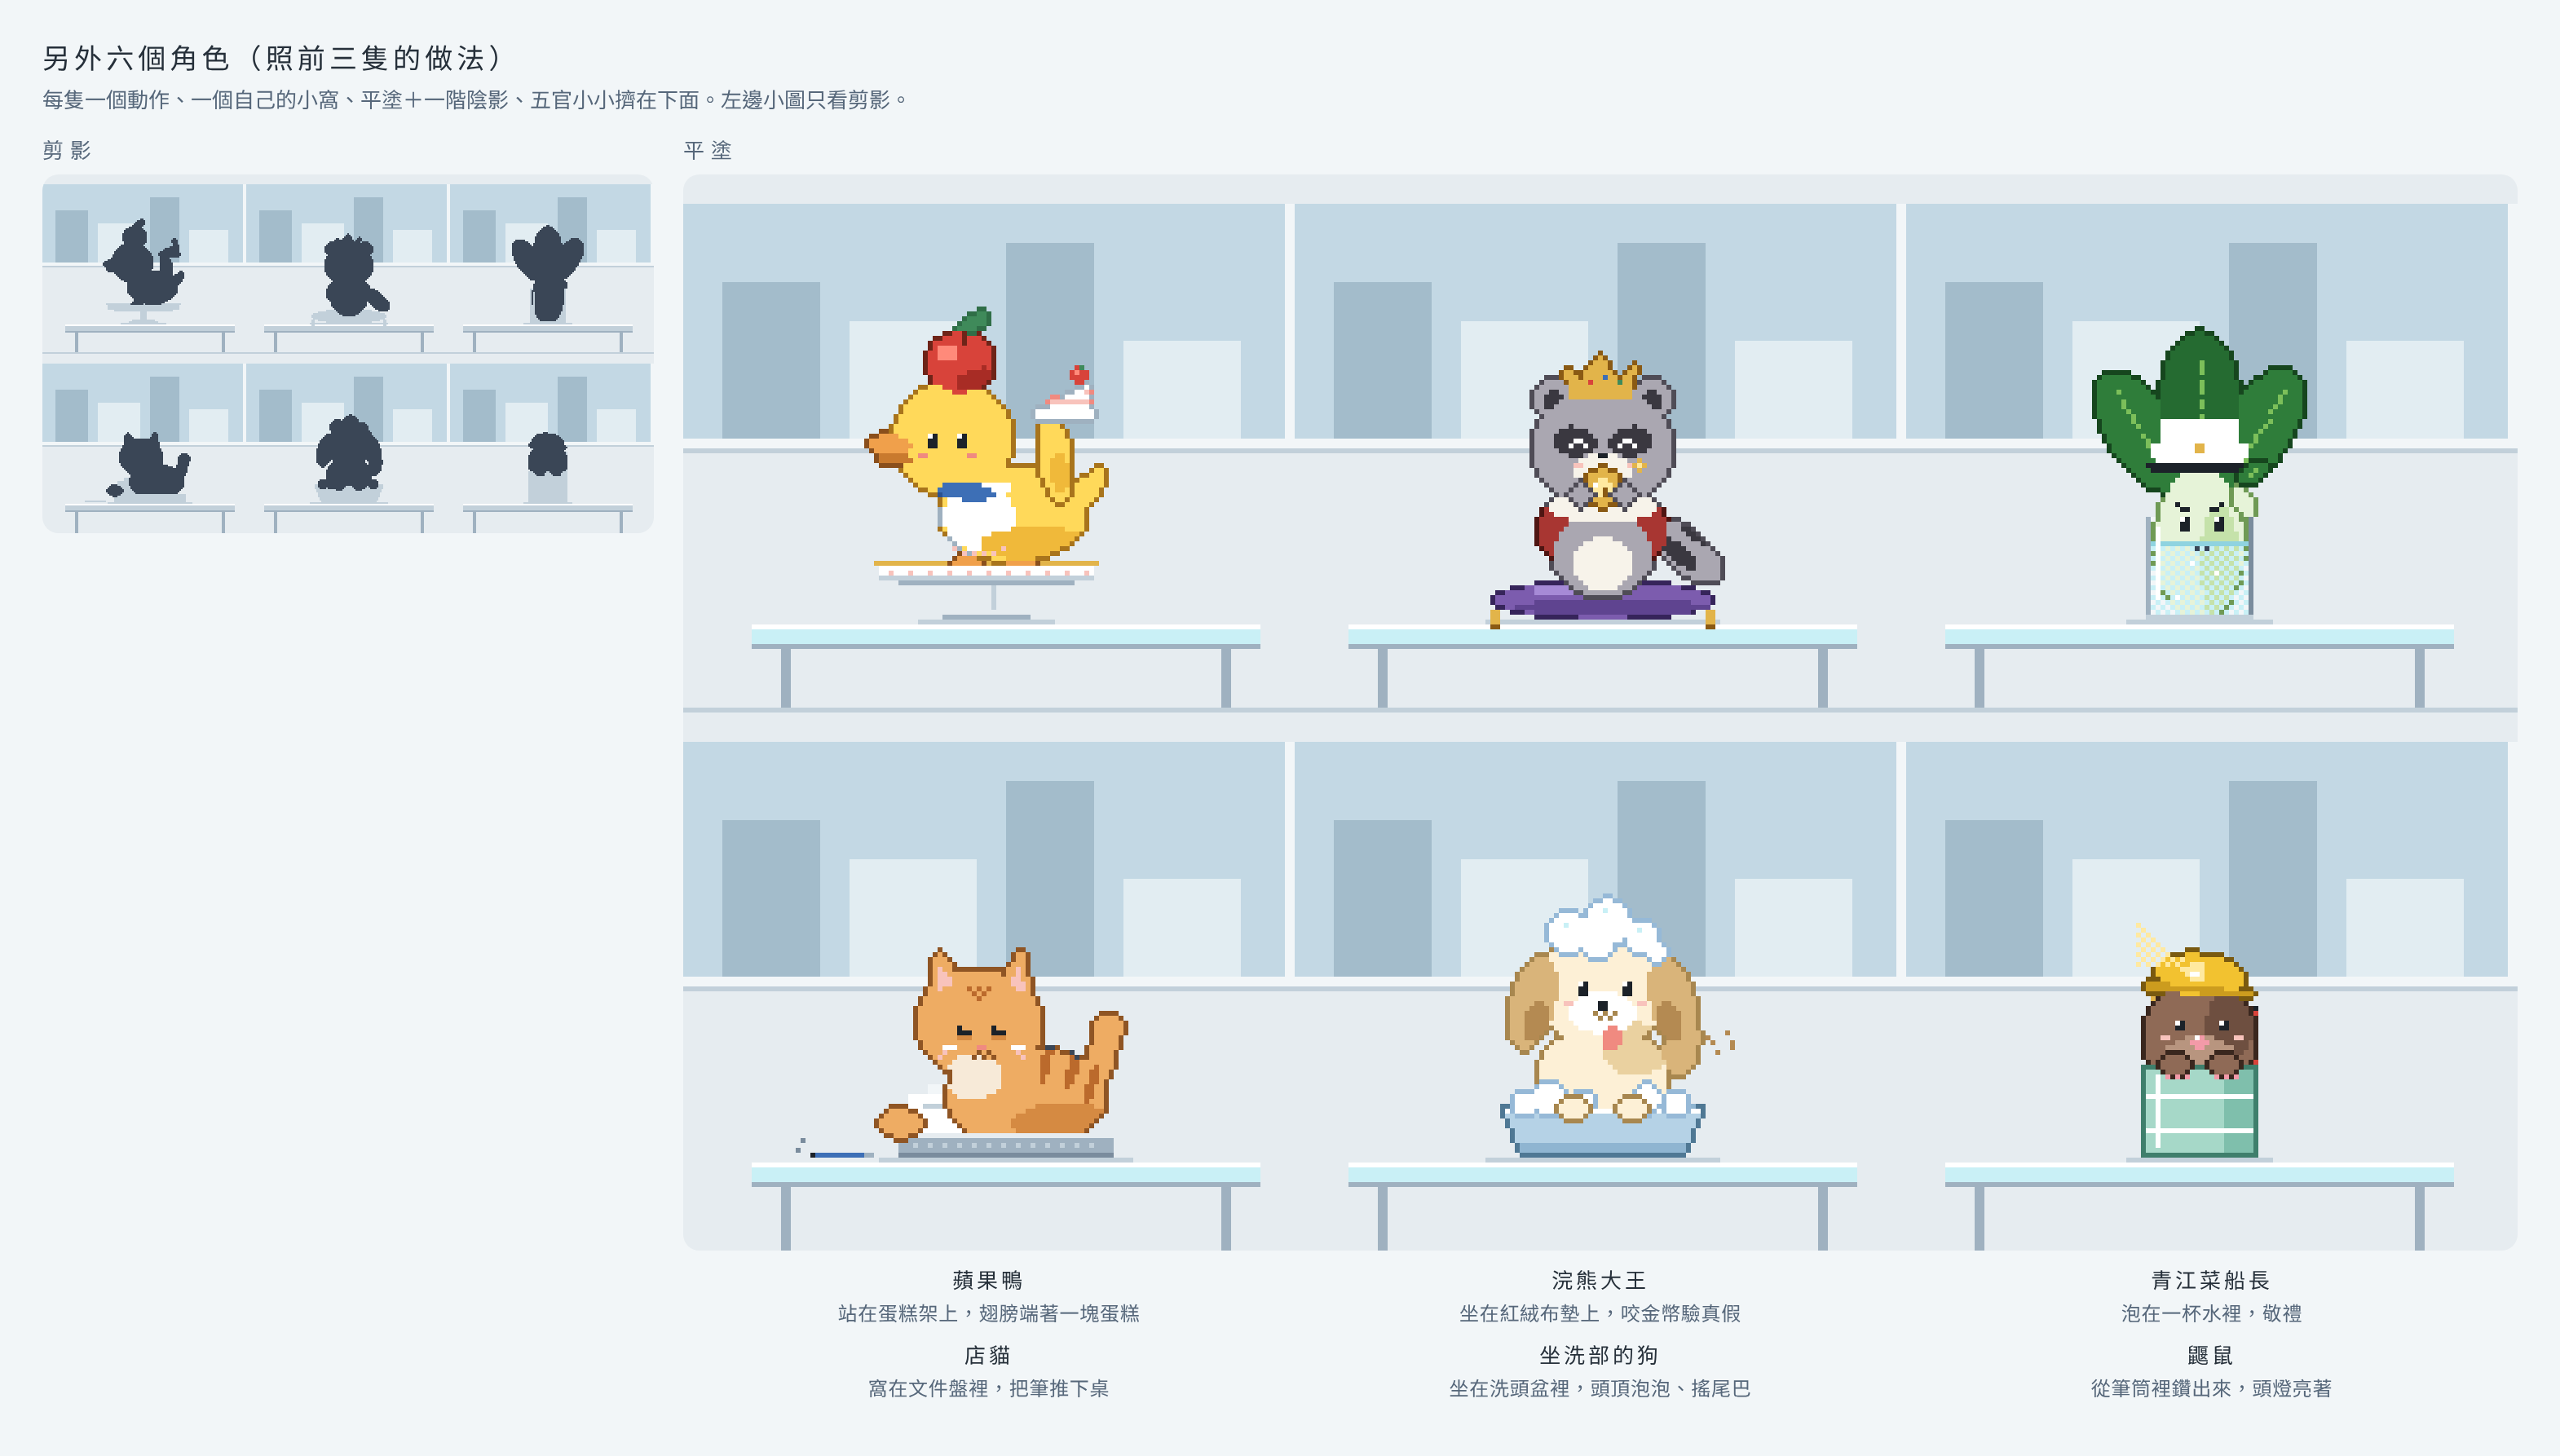 另外六個角色（照前三隻的做法）
每隻一個動作、一個自己的小窩、平塗＋一階陰影、五官小小擠在下面。左邊小圖只看剪影。
剪影
平塗
蘋果鴨
站在蛋糕架上，翅膀端著一塊蛋糕
浣熊大王
坐在紅絨布墊上，咬金幣驗真假
青江菜船長
泡在一杯水裡，敬禮
店貓
窩在文件盤裡，把筆推下桌
坐洗部的狗
坐在洗頭盆裡，頭頂泡泡、搖尾巴
鼴鼠
從筆筒裡鑽出來，頭燈亮著